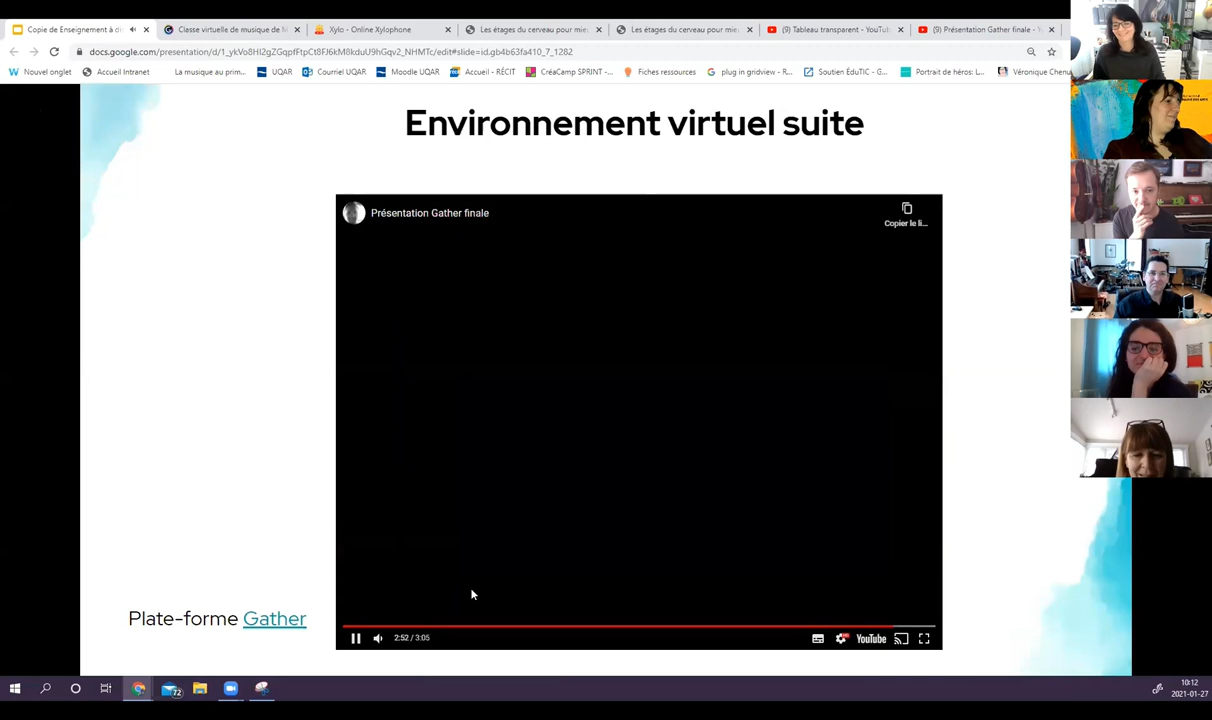 Copie de Enseignement à di
Classe virtuelle de musique de M
Xylo - Online Xylophone
Les étages du cerveau pour mie
Les étages du cerveau pour mie
(9) Tableau transparent - YouTu
(9) Présentation Gather finale - Y
docs.google.com/presentation/d/1_ykVo8HI2gZGqpfFtpCt8FJ6kM8kduU9hGqv2_NHMTc/edit#slide=id.gb4b63fa410_7_1282
Nouvel onglet
Accueil Intranet
La musique au prim...
UQAR
Courriel UQAR
Moodle UQAR
Accueil - RÉCIT
CréaCamp SPRINT -...
Fiches ressources
plug in gridview - R...
Soutien ÉduTIC - G...
Portrait de héros: L...
Véronique Chenu
Environnement virtuel suite
Présentation Gather finale
Copier le li...
Plate-forme Gather
2:52 / 3:05
YouTube
72
10:12
2021-01-27